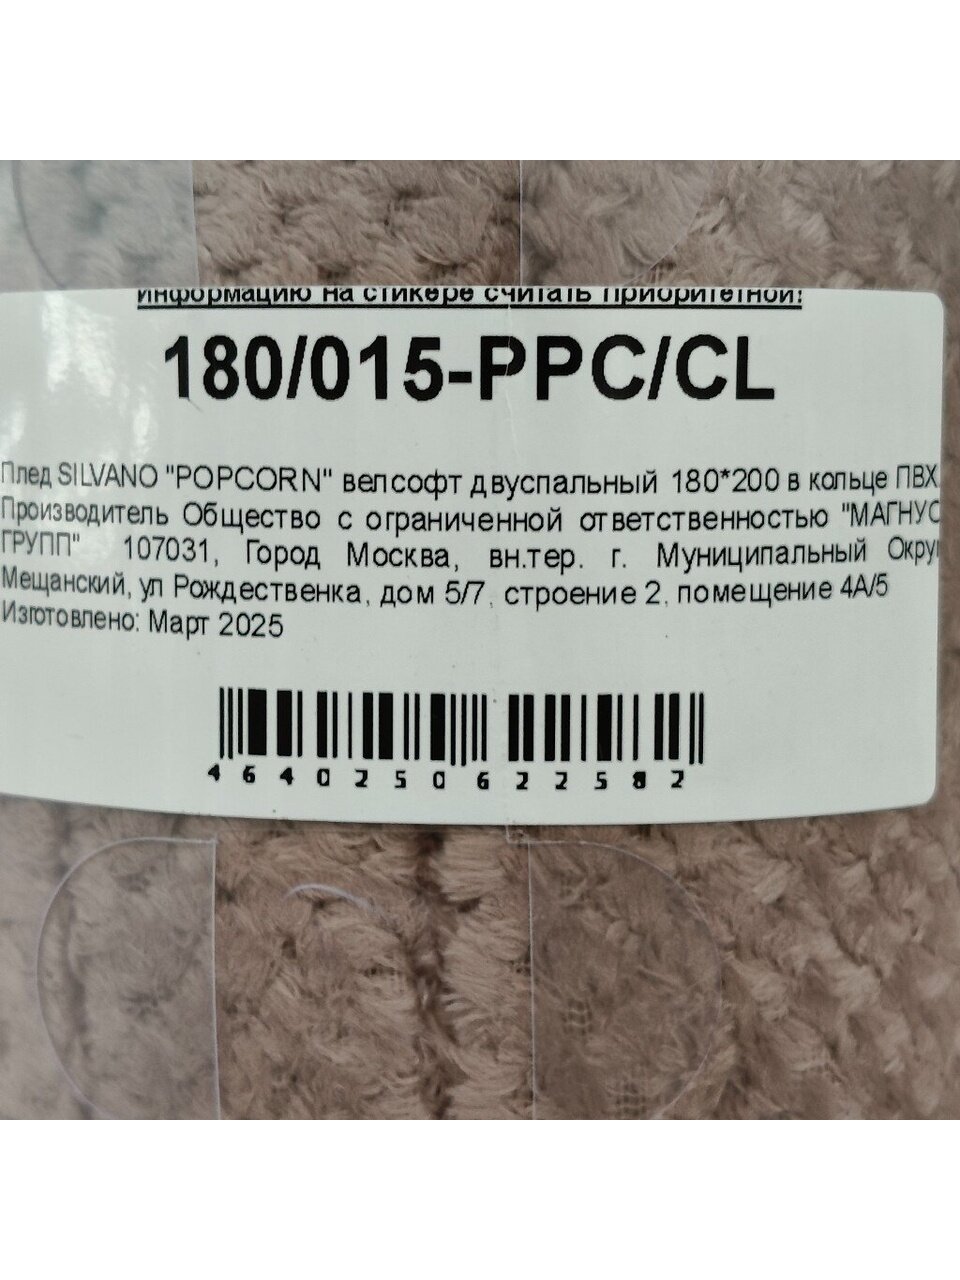 Информацию на стикере считать приоритетной!
180/015-PPC/CL
Плед SILVANO "POPCORN" велсофт двуспальный 180*200 в кольце ПВХ
Производитель Общество с ограниченной ответственностью "МАГНУС
ГРУПП" 107031, Город Москва, вн.тер. г. Муниципальный Округ
Мещанский, ул Рождественка, дом 5/7, строение 2, помещение 4А/5
Изготовлено: Март 2025
4640250622582